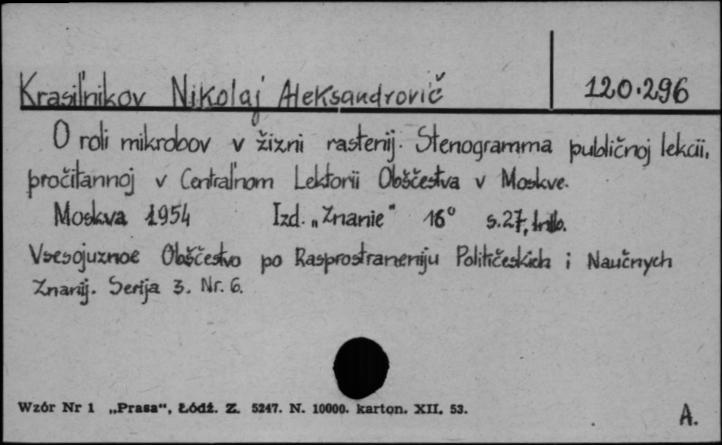 Krasil'nikov Nikolaj Aleksandrovič
120.296
O roli mikrobov v žizni rastenij. Stenogramma publičnoj lekcii,
pročitannoj v Central'nom Lektorii Obščestva v Moskve.
Moskva 1954 Izd. „Znanie" 16° s.27,
Vsesojuznoe Obščestvo po Rasprostraneniju Političeskich i Naučnych
Znanij. Serija 3. Nr. 6.
Wzór Nr 1 „Prasa“, Łódź. Z. 5247. N. 10000. karton. XII. 53.
A.